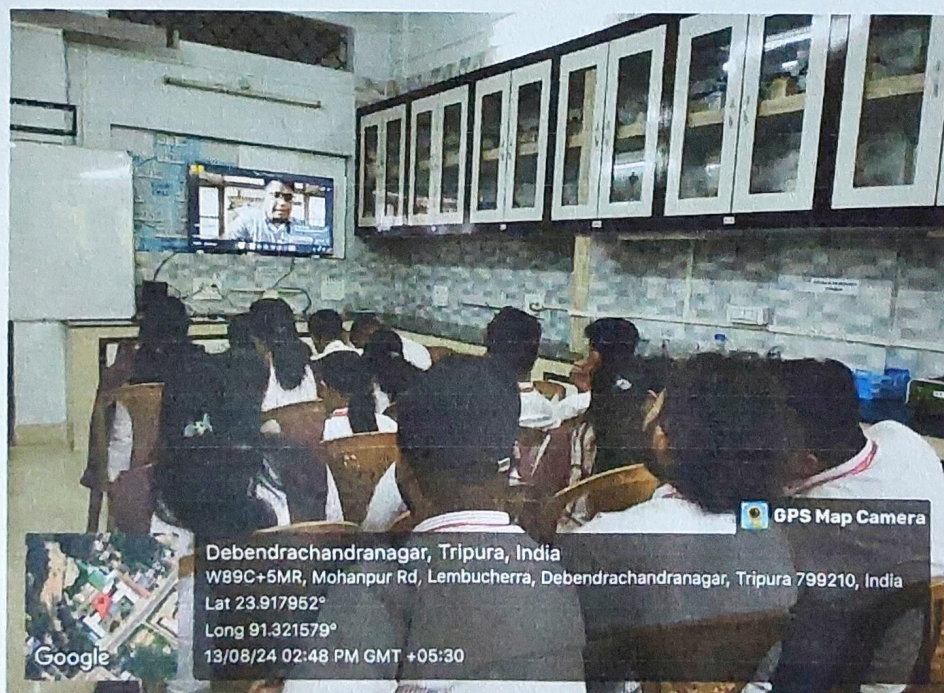 GPS Map Camera
Debendrachandranagar, Tripura, India
W89C+5MR, Mohanpur Rd, Lembucherra, Debendrachandranagar, Tripura 799210, India
Lat 23.917952°
Long 91.321579°
13/08/24 02:48 PM GMT +05:30
Google